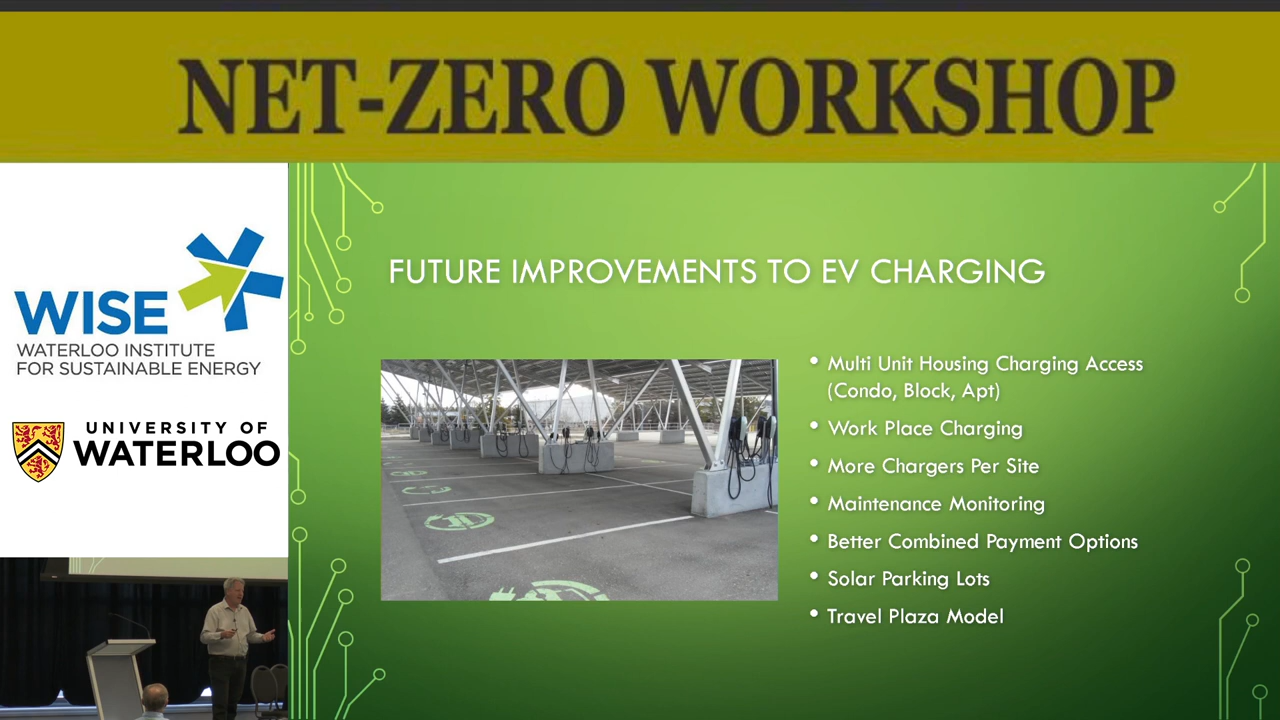 NET-ZERO WORKSHOP
WISE
WATERLOO INSTITUTE
FOR SUSTAINABLE ENERGY
UNIVERSITY OF
WATERLOO
FUTURE IMPROVEMENTS TO EV CHARGING
• Multi Unit Housing Charging Access
(Condo, Block, Apt)
• Work Place Charging
• More Chargers Per Site
• Maintenance Monitoring
• Better Combined Payment Options
• Solar Parking Lots
• Travel Plaza Model